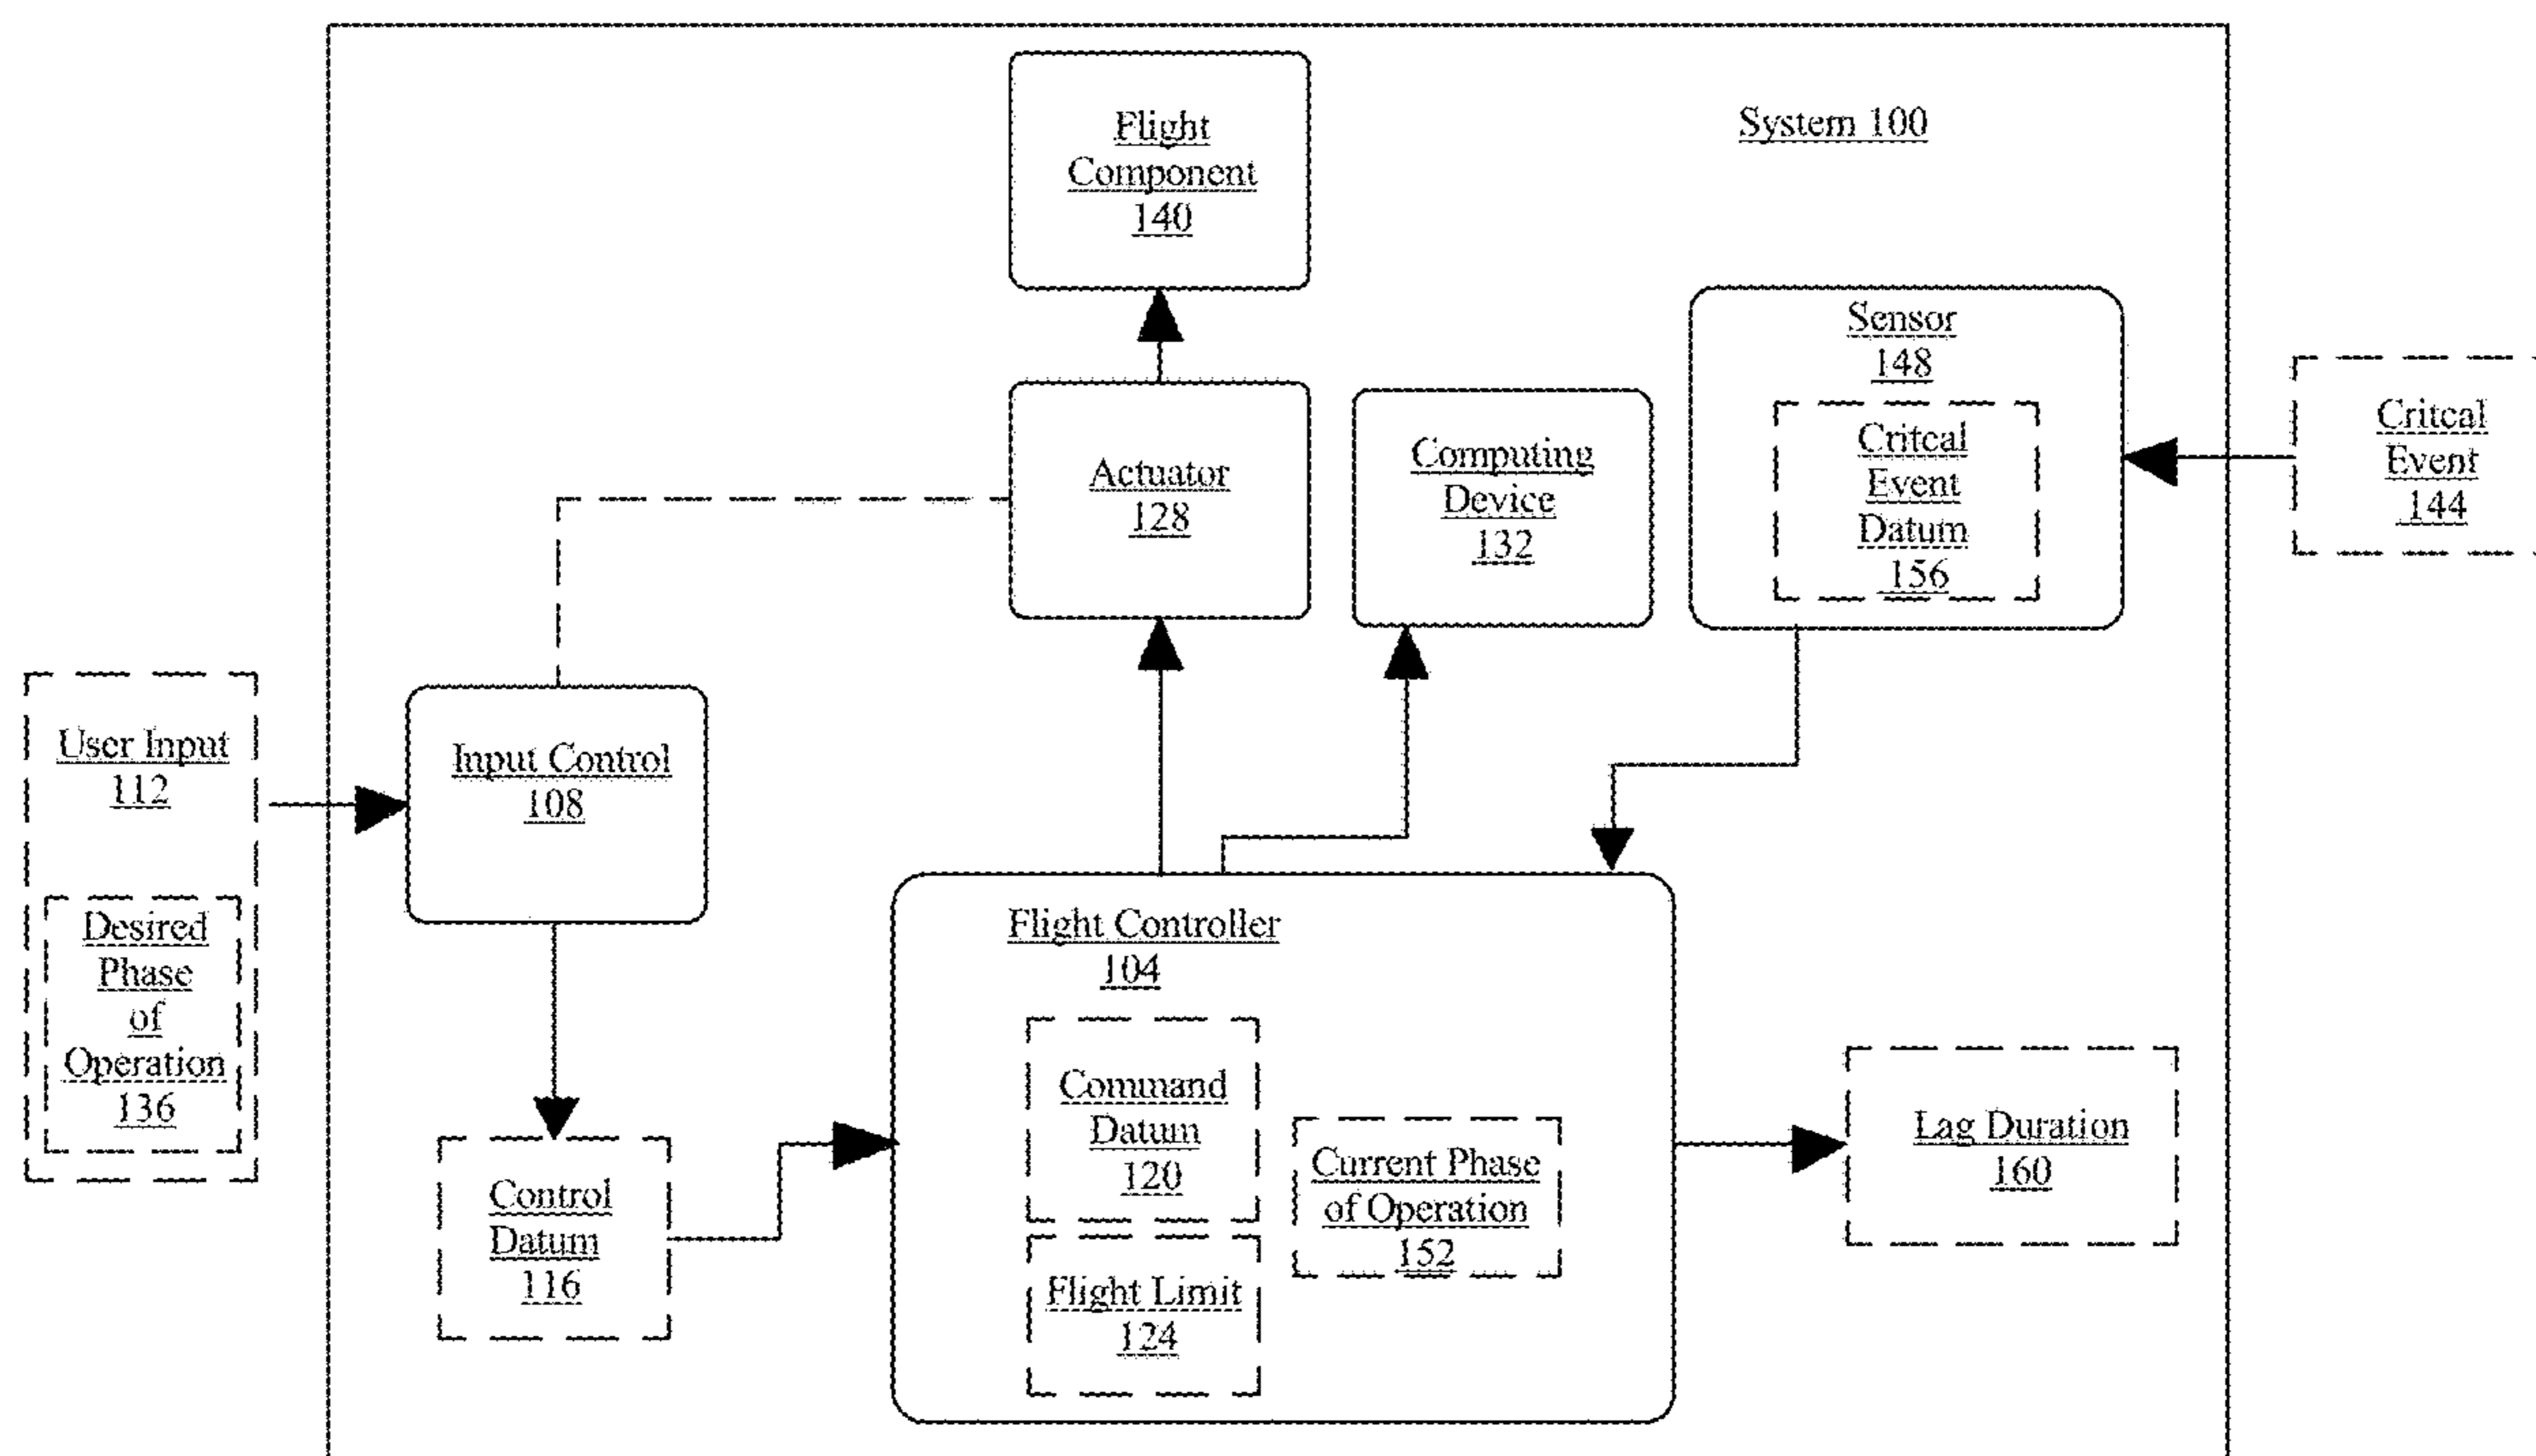 System 100
Flight
Component
140
Sensor
148
Critcal
Event
Datum
156
Critcal
Event
144
Actuator
128
Computing
Device
132
User Input
112
Desired
Phase
of
Operation
136
Input Control
108
Control
Datum
116
Flight Controller
104
Command
Datum
120
Flight Limit
124
Current Phase
of Operation
152
Lag Duration
160